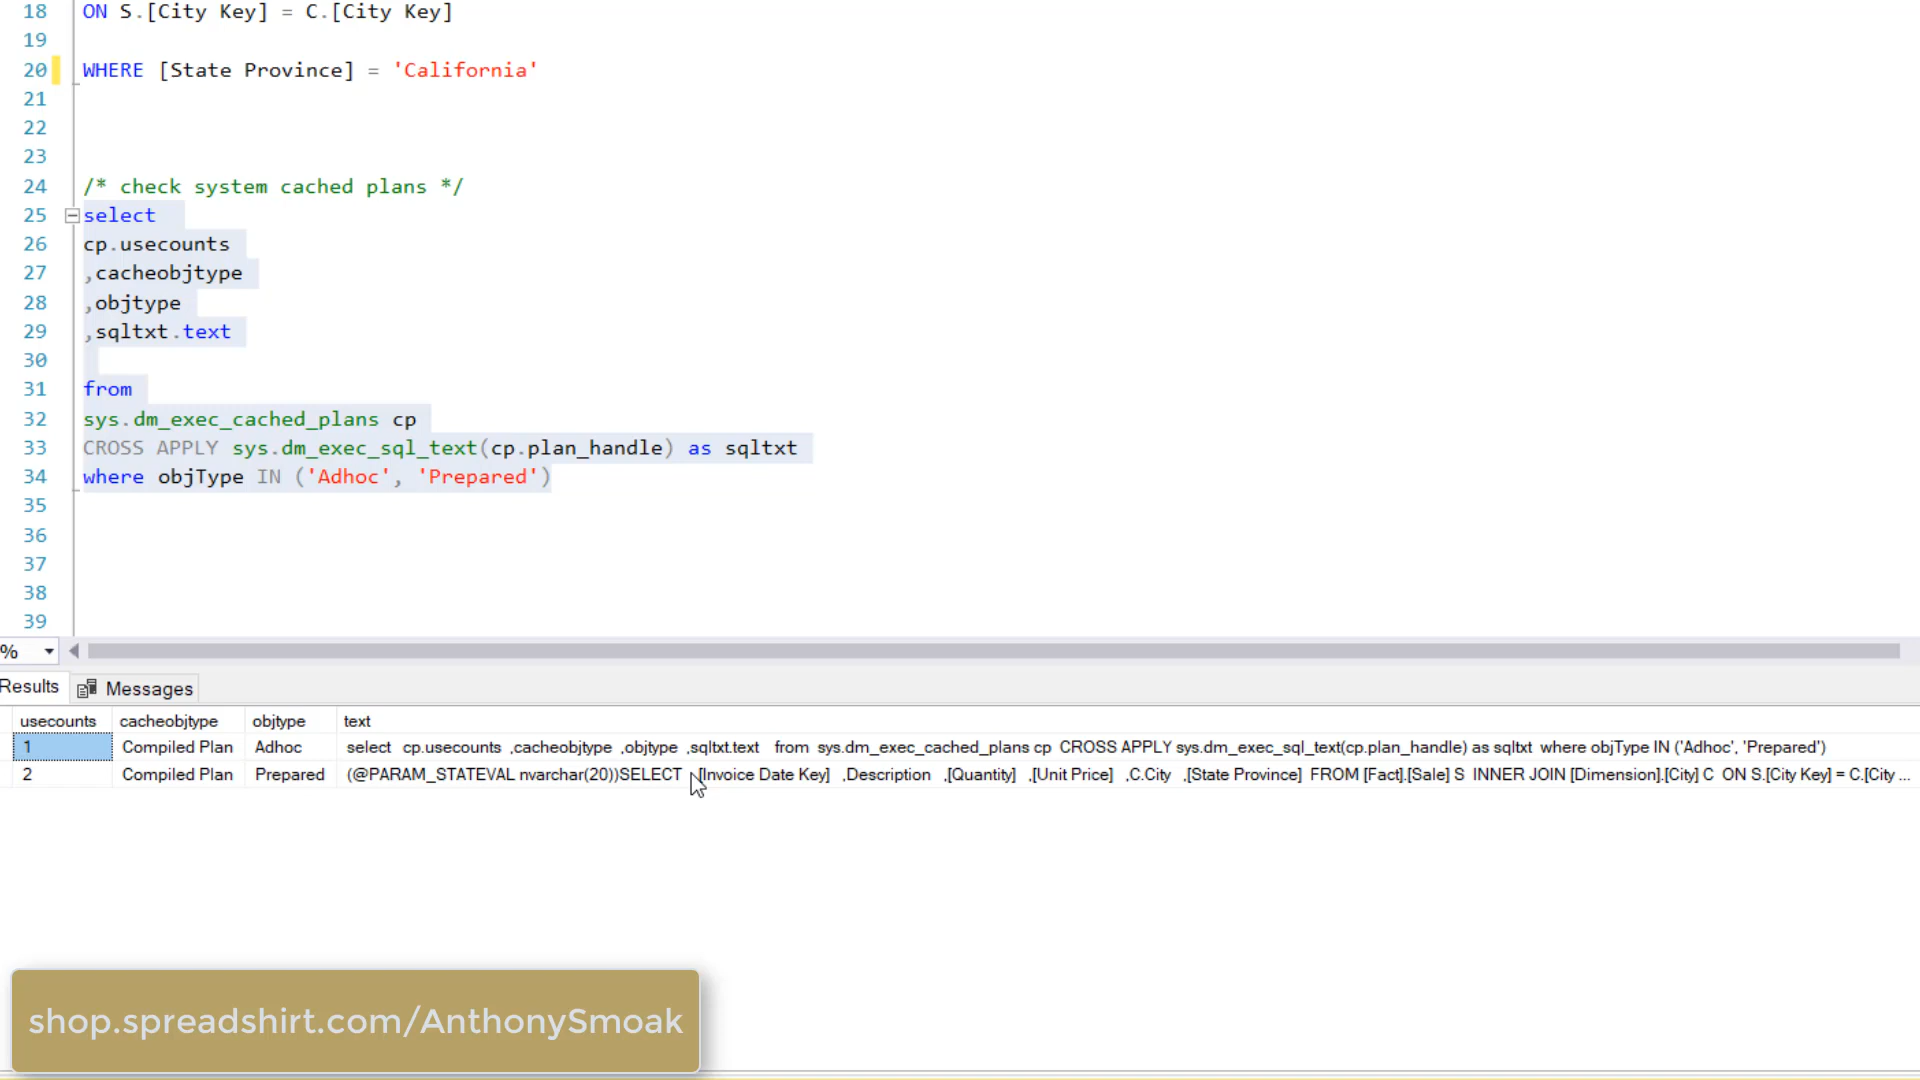 18 ON S.[City Key] = C.[City Key]
19
20 WHERE [State Province] = 'California'
21
22
23
24 /* check system cached plans */
25 select
26 cp.usecounts
27 ,cacheobjtype
28 ,objtype
29 ,sqltxt.text
30
31 from
32 sys.dm_exec_cached_plans cp
33 CROSS APPLY sys.dm_exec_sql_text(cp.plan_handle) as sqltxt
34 where objType IN ('Adhoc', 'Prepared')
35
36
37
38
39
%
Results Messages
usecounts cacheobjtype objtype text
1 Compiled Plan Adhoc select cp.usecounts ,cacheobjtype ,objtype ,sqltxt.text from sys.dm_exec_cached_plans cp CROSS APPLY sys.dm_exec_sql_text(cp.plan_handle) as sqltxt where objType IN ('Adhoc', 'Prepared')
2 Compiled Plan Prepared (@PARAM_STATEVAL nvarchar(20))SELECT [Invoice Date Key] ,Description ,[Quantity] ,[Unit Price] ,C.City ,[State Province] FROM [Fact].[Sale] S INNER JOIN [Dimension].[City] C ON S.[City Key] = C.[City ...
shop.spreadshirt.com/AnthonySmoak